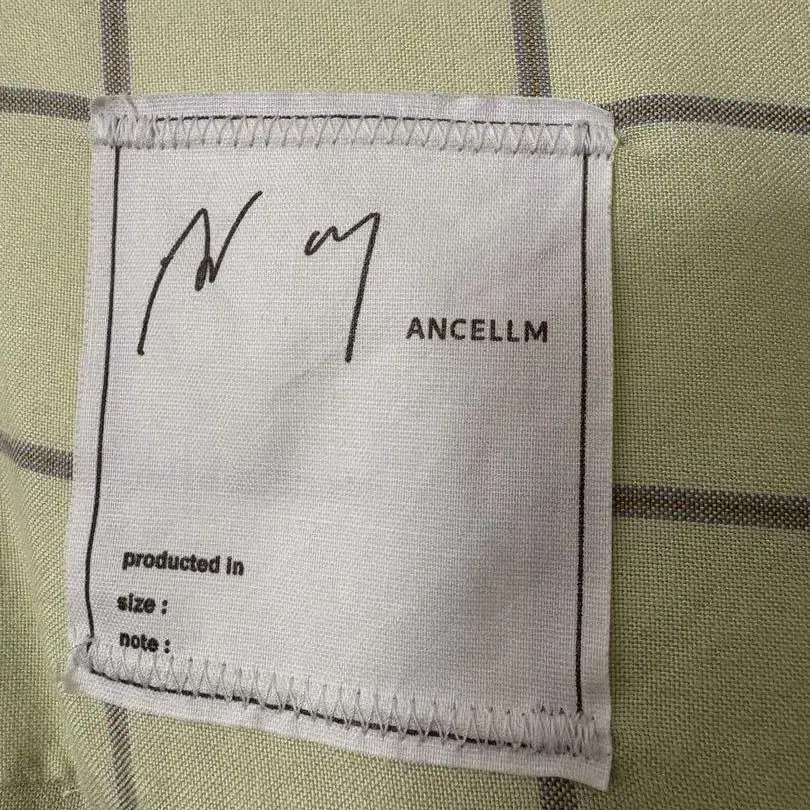 ANCELLM
producted in
size :
note :